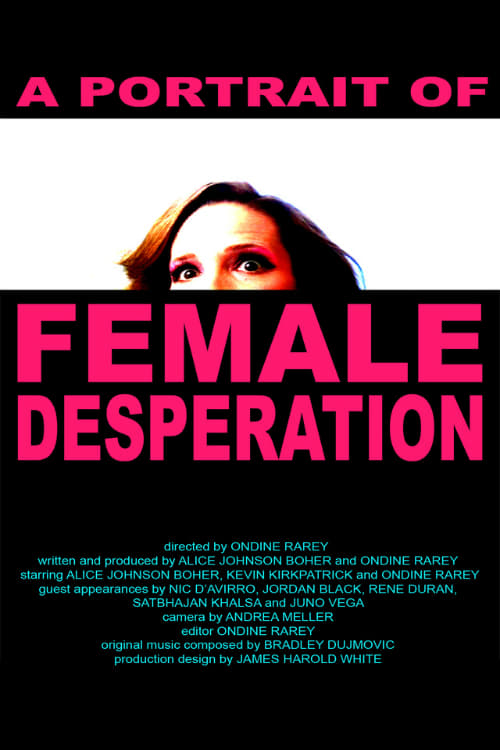 A PORTRAIT OF
FEMALE
DESPERATION
directed by ONDINE RAREY
written and produced by ALICE JOHNSON BOHER and ONDINE RAREY
starring ALICE JOHNSON BOHER, KEVIN KIRKPATRICK and ONDINE RAREY
guest appearances by NIC D'AVIRRO, JORDAN BLACK, RENE DURAN,
SATBHAJAN KHALSA and JUNO VEGA
camera by ANDREA MELLER
editor ONDINE RAREY
original music composed by BRADLEY DUJMOVIC
production design by JAMES HAROLD WHITE